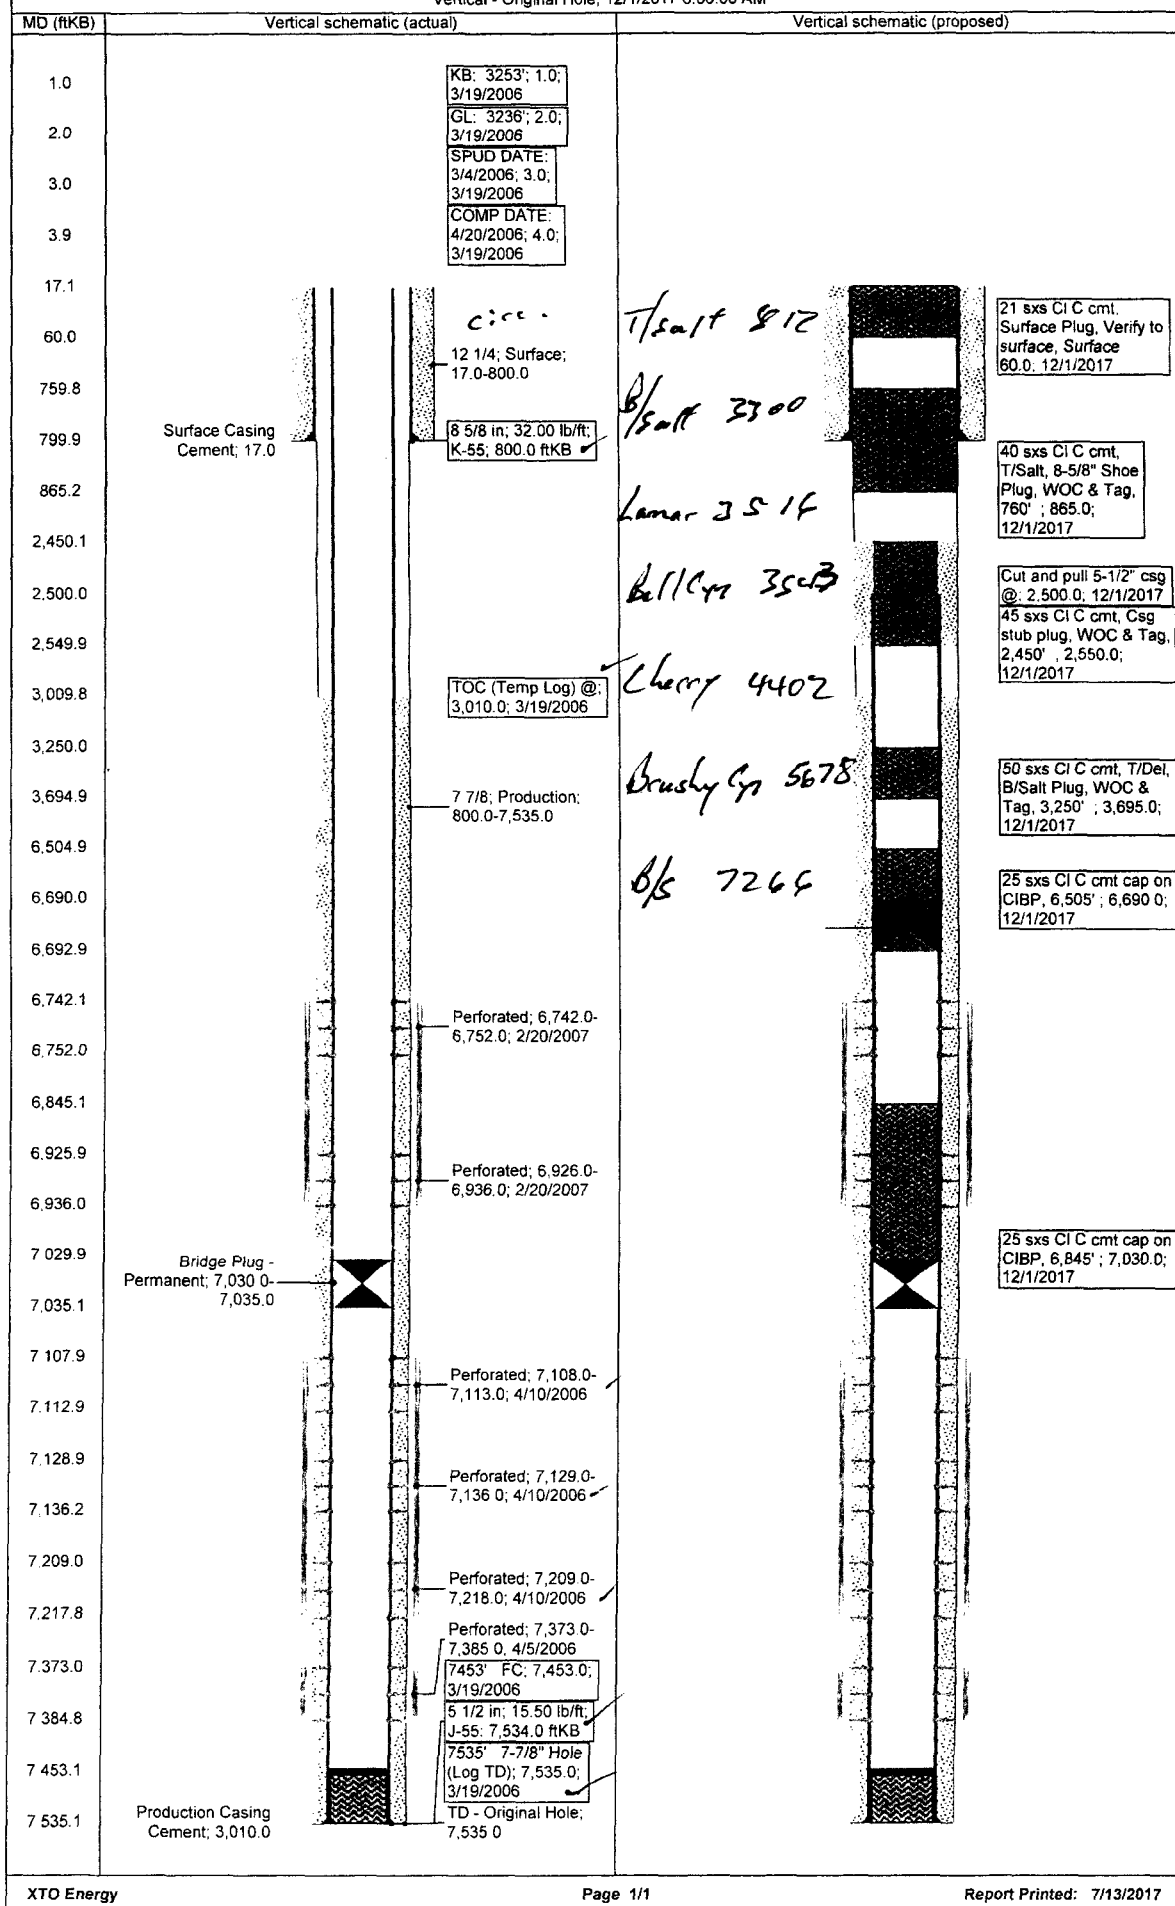 MD (ftKB)
Vertical schematic (actual)
Vertical schematic (proposed)
1.0
2.0
3.0
3.9
17.1
60.0
759.8
799.9
865.2
2,450.1
2,500.0
2,549.9
3,009.8
3,250.0
3,694.9
6,504.9
6,690.0
6,692.9
6,742.1
6,752.0
6,845.1
6,925.9
6,936.0
7 029.9
7,035.1
7 107.9
7.112.9
7,128.9
7,136.2
7,209.0
7,217.8
7.373.0
7 384.8
7 453.1
7 535.1
KB: 3253'; 1.0;
3/19/2006
GL: 3236'; 2.0;
3/19/2006
SPUD DATE:
3/4/2006; 3.0;
3/19/2006
COMP DATE:
4/20/2006; 4.0;
3/19/2006
circ.
12 1/4; Surface;
17.0-800.0
Surface Casing
Cement; 17.0
8 5/8 in; 32.00 lb/ft;
K-55; 800.0 ftKB
TOC (Temp Log) @;
3,010.0; 3/19/2006
7 7/8; Production;
800.0-7,535.0
Perforated; 6,742.0-
6,752.0; 2/20/2007
Perforated; 6,926.0-
6,936.0; 2/20/2007
Bridge Plug -
Permanent; 7,030 0-
7,035.0
Perforated; 7,108.0-
7,113.0; 4/10/2006
Perforated; 7,129.0-
7,136 0; 4/10/2006
Perforated; 7,209 0-
7,218.0; 4/10/2006
Perforated; 7,373.0-
7,385 0, 4/5/2006
7453' FC; 7,453.0;
3/19/2006
5 1/2 in; 15.50 lb/ft;
J-55: 7,534.0 ftKB
7535' 7-7/8" Hole
(Log TD); 7,535.0;
3/19/2006
TD - Original Hole;
7,535 0
Production Casing
Cement; 3,010.0
T/salt 812
B/salt 3300
Lamar 3514
Bell Cyn
Cherry 4402
Brushy Cyn 5678
B/s 7266
21 sxs Cl C cmt.
Surface Plug, Verify to
surface, Surface
60.0; 12/1/2017
40 sxs Cl C cmt,
T/Salt, 8-5/8" Shoe
Plug, WOC & Tag,
760' ; 865.0;
12/1/2017
Cut and pull 5-1/2" csg
@: 2,500.0; 12/1/2017
45 sxs Cl C cmt, Csg
stub plug, WOC & Tag,
2,450' , 2,550.0;
12/1/2017
50 sxs Cl C cmt, T/Del,
B/Salt Plug, WOC &
Tag, 3,250' ; 3,695.0;
12/1/2017
25 sxs Cl C cmt cap on
CIBP, 6,505' ; 6,690 0;
12/1/2017
25 sxs Cl C cmt cap on
CIBP, 6,845' ; 7,030.0;
12/1/2017
XTO Energy
Page 1/1
Report Printed: 7/13/2017